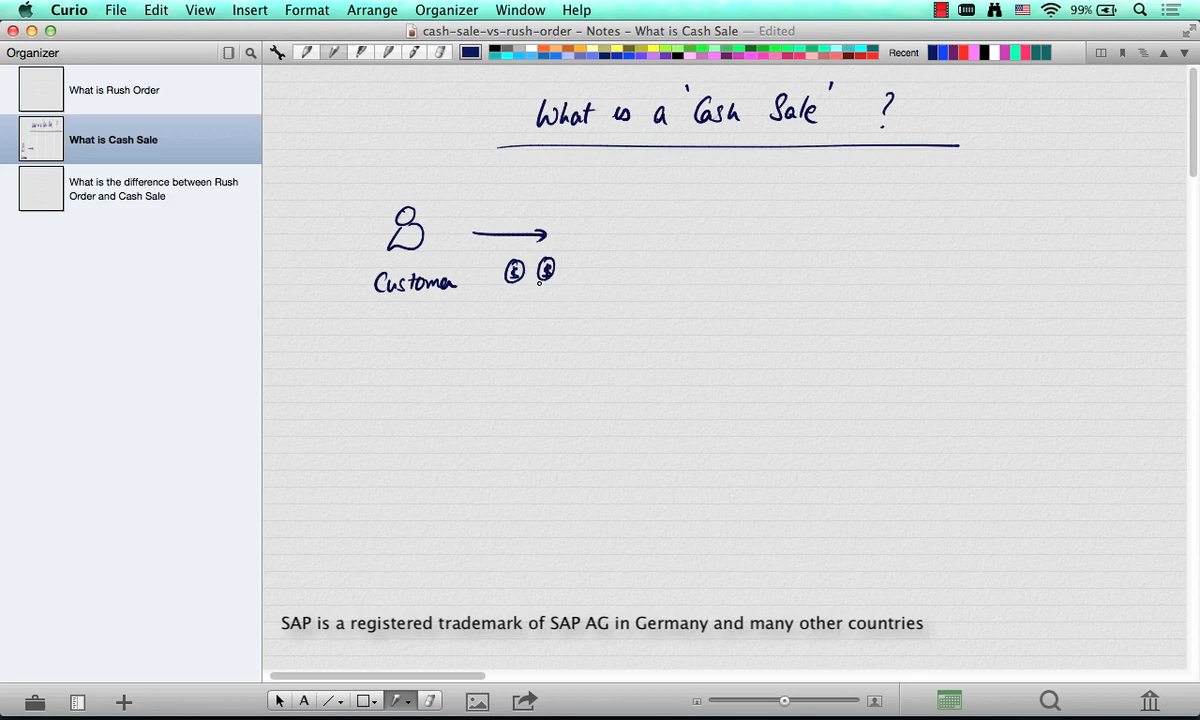 Curio File Edit View Insert Format Arrange Organizer Window Help 99%
cash-sale-vs-rush-order – Notes – What is Cash Sale — Edited
Organizer
Recent
What is Rush Order
What is Cash Sale
What is the difference between Rush
Order and Cash Sale
What is a 'Cash Sale' ?
$ $
Customer
SAP is a registered trademark of SAP AG in Germany and many other countries
A